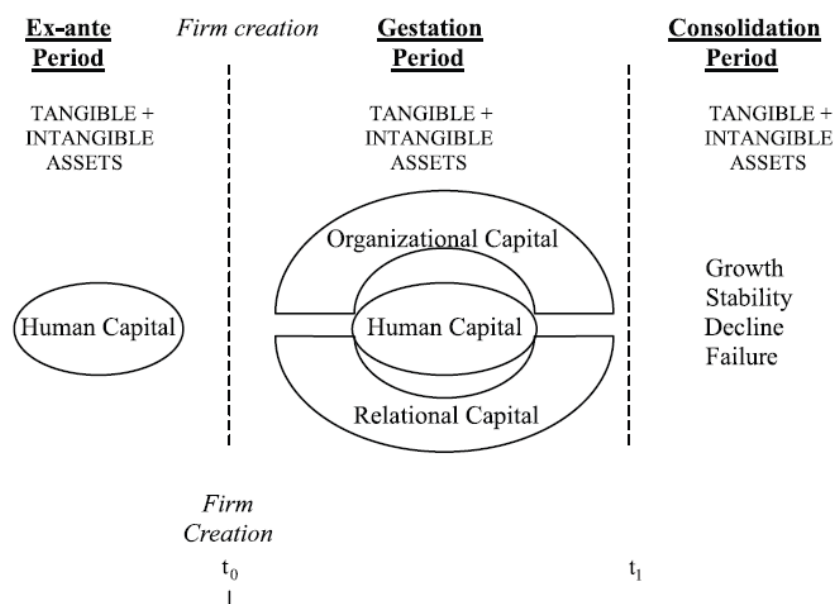 Ex-ante
Period
Firm creation
Gestation
Period
Consolidation
Period
TANGIBLE +
INTANGIBLE
ASSETS
TANGIBLE +
INTANGIBLE
ASSETS
TANGIBLE +
INTANGIBLE
ASSETS
Human Capital
Organizational Capital
Human Capital
Relational Capital
Growth
Stability
Decline
Failure
Firm
Creation
t0
t1